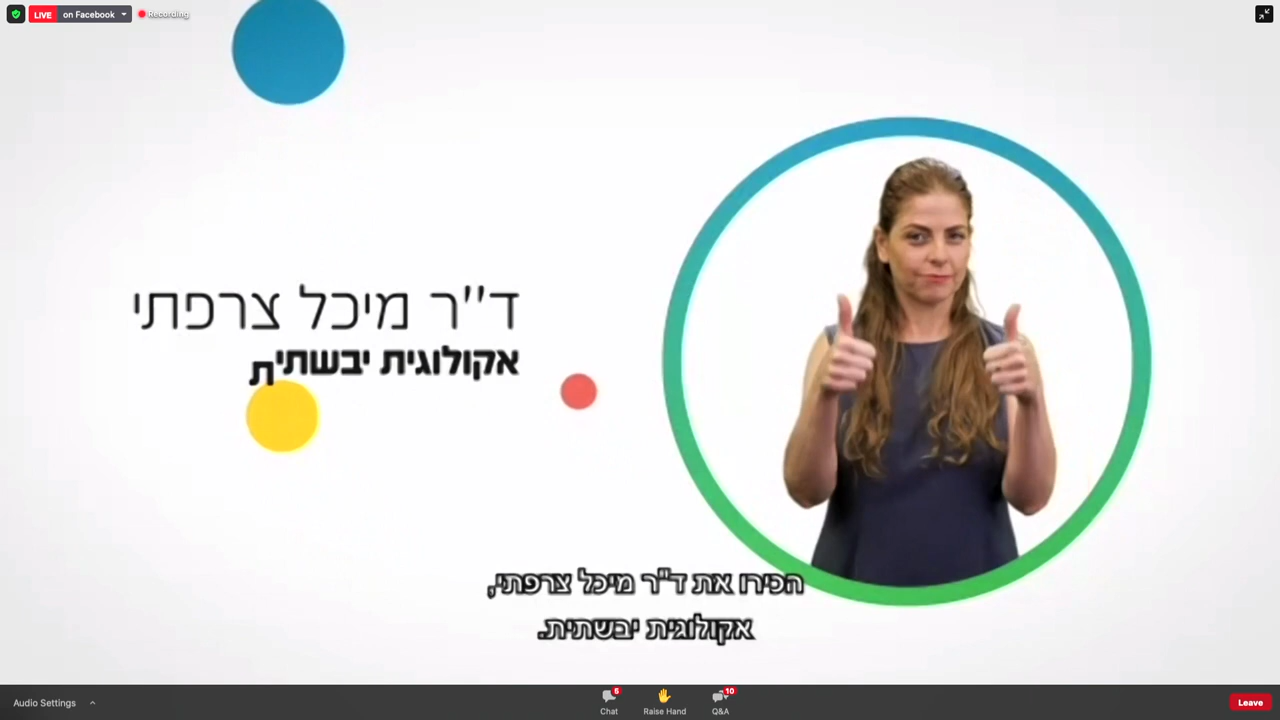 LIVE on Facebook
Recording
ד"ר מיכל צרפתי
אקולוגית יבשתית
הכירו את ד"ר מיכל צרפתי,
אקולוגית יבשתית.
Audio Settings
6
Chat
Raise Hand
10
Q&A
Leave